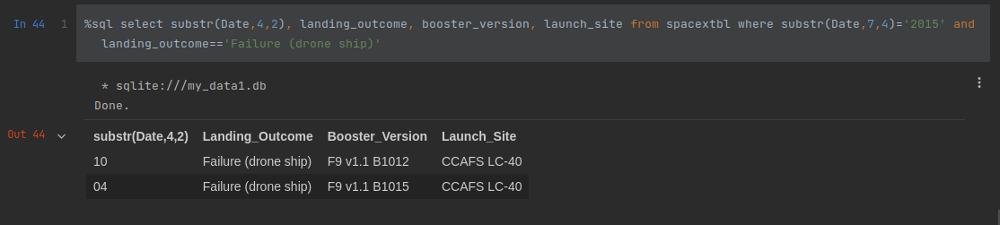 In 44 1 %sql select substr(Date,4,2), landing_outcome, booster_version, launch_site from spacextbl where substr(Date,7,4)='2015' and
landing_outcome=='Failure (drone ship)'
* sqlite:///my_data1.db
Done.
Out 44
substr(Date,4,2) Landing_Outcome Booster_Version Launch_Site
10 Failure (drone ship) F9 v1.1 B1012 CCAFS LC-40
04 Failure (drone ship) F9 v1.1 B1015 CCAFS LC-40